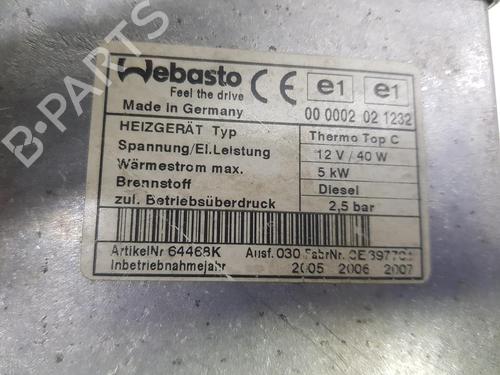 B-PARTS
Webasto
Feel the drive
CE e1 e1
Made in Germany 00 0002 02 1232
HEIZGERÄT Typ Thermo Top C
Spannung/El.Leistung 12 V / 40 W
Wärmestrom max. 5 kW
Brennstoff Diesel
zul. Betriebsüberdruck 2,5 bar
ArtikelNr 64468K Ausf. 030 FabrNr.
Inbetriebnahmejahr 2005 2006 2007